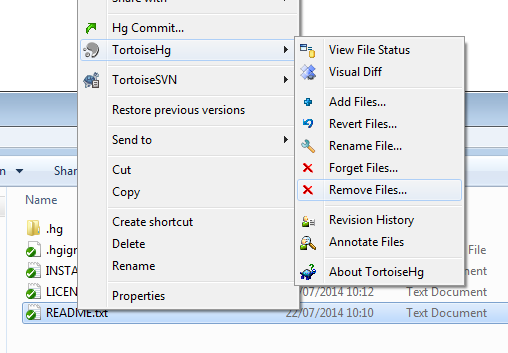 Share with
Hg Commit...
TortoiseHg
TortoiseSVN
Restore previous versions
Send to
Cut
Copy
Create shortcut
Delete
Rename
Properties
View File Status
Visual Diff
Add Files...
Revert Files...
Rename File...
Forget Files...
Remove Files...
Revision History
Annotate Files
About TortoiseHg
n
Shar
Name
.hg
.hgign File
INSTA ument
LICEN 22/07/2014 10:12 Text Document
README.txt 22/07/2014 10:10 Text Document